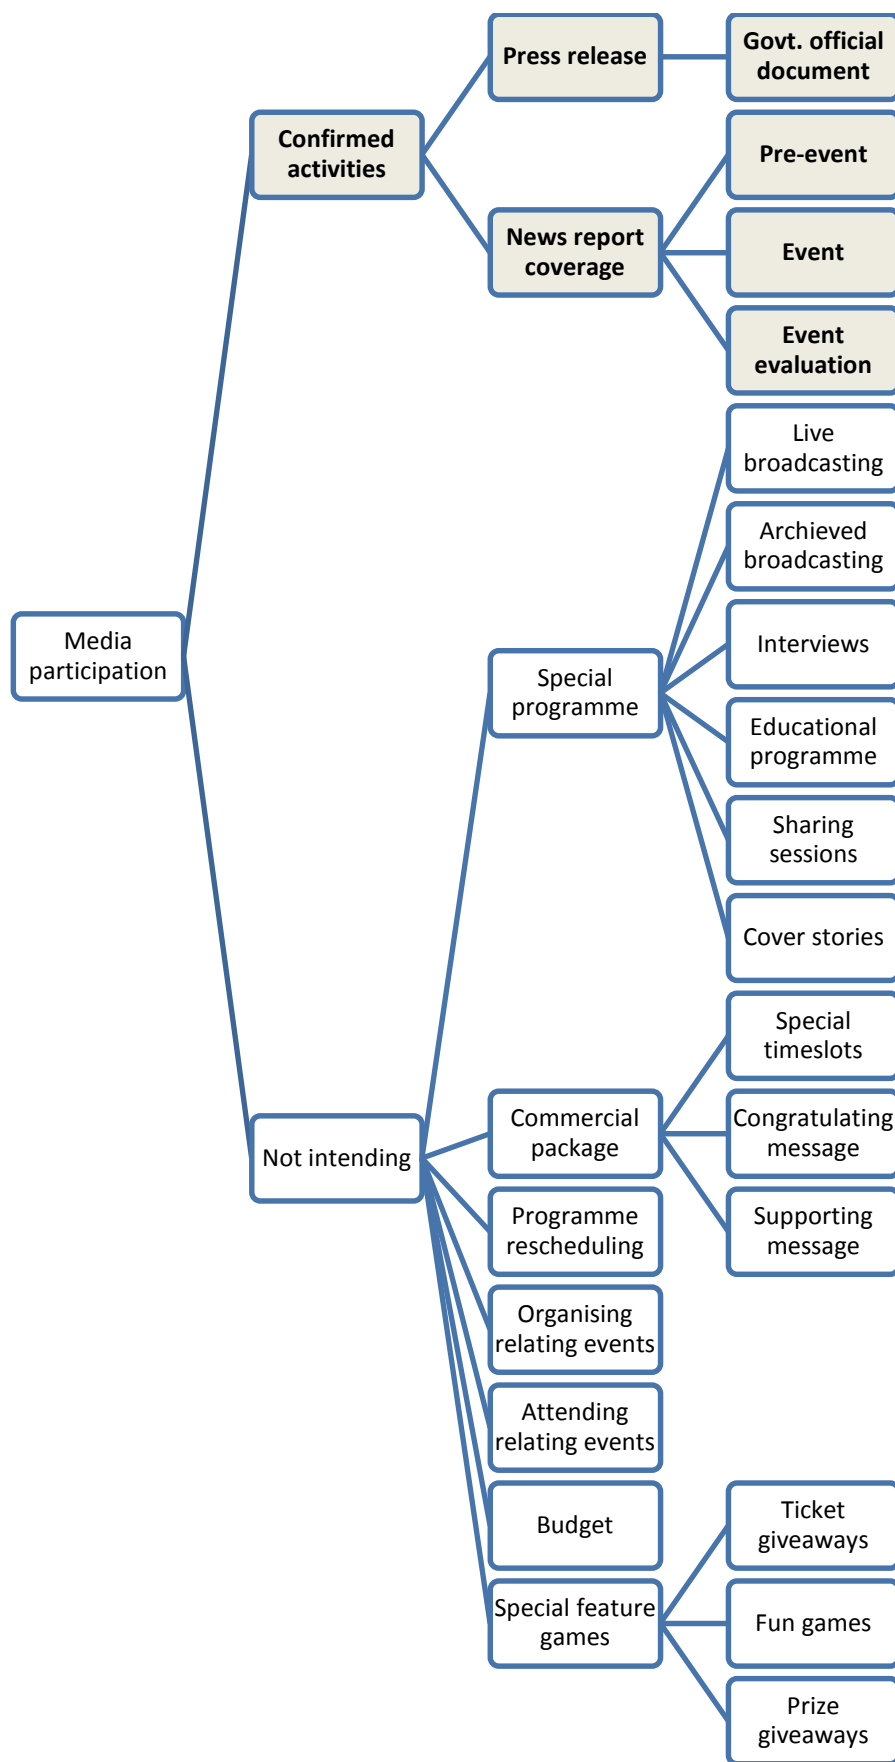 Press release
Govt. official
document
Confirmed
activities
Pre-event
News report
coverage
Event
Event
evaluation
Live
broadcasting
Archieved
broadcasting
Media
participation
Interviews
Special
programme
Educational
programme
Sharing
sessions
Cover stories
Special
timeslots
Not intending
Commercial
package
Congratulating
message
Programme
rescheduling
Supporting
message
Organising
relating events
Attending
relating events
Budget
Ticket
giveaways
Special feature
games
Fun games
Prize
giveaways